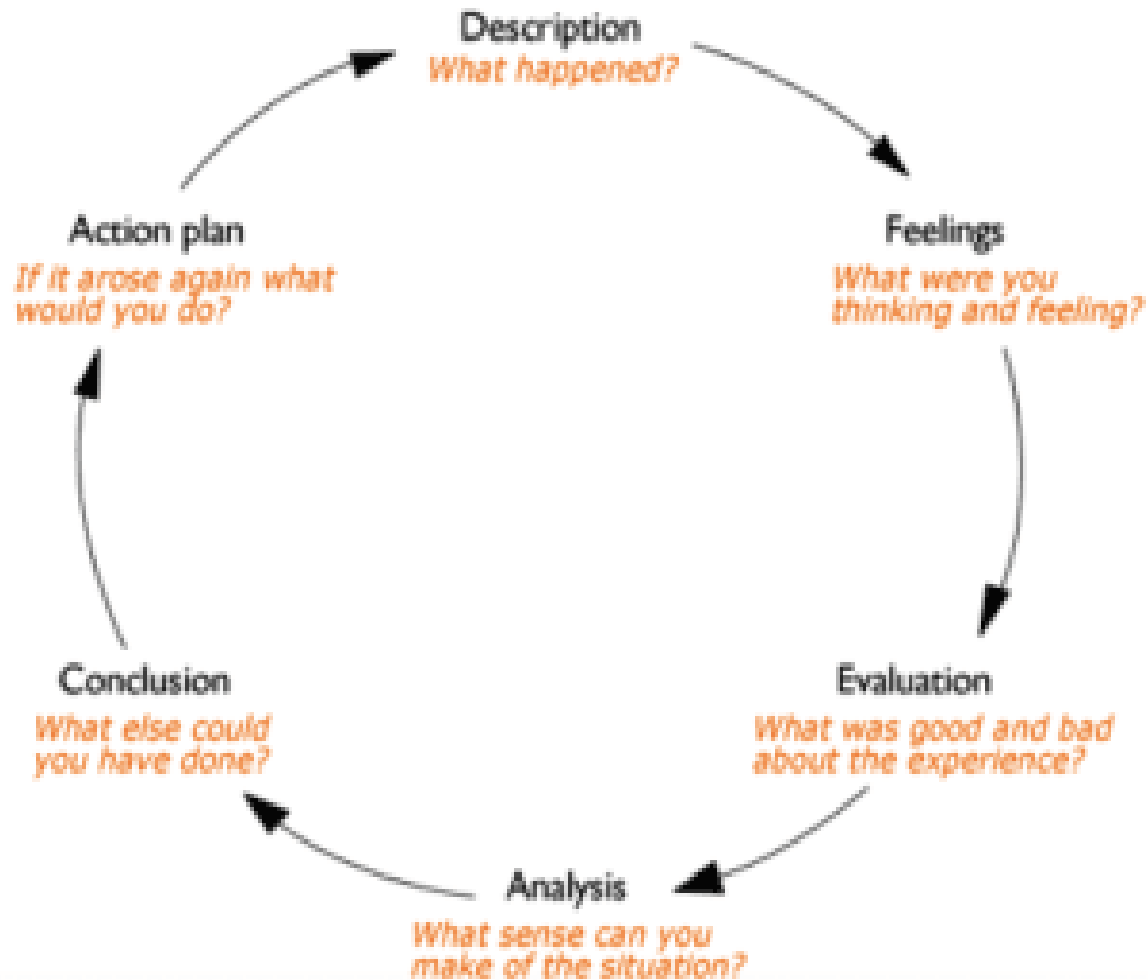 Description
What happened?
Feelings
What were you
thinking and feeling?
Evaluation
What was good and bad
about the experience?
Analysis
What sense can you
make of the situation?
Conclusion
What else could
you have done?
Action plan
If it arose again what
would you do?